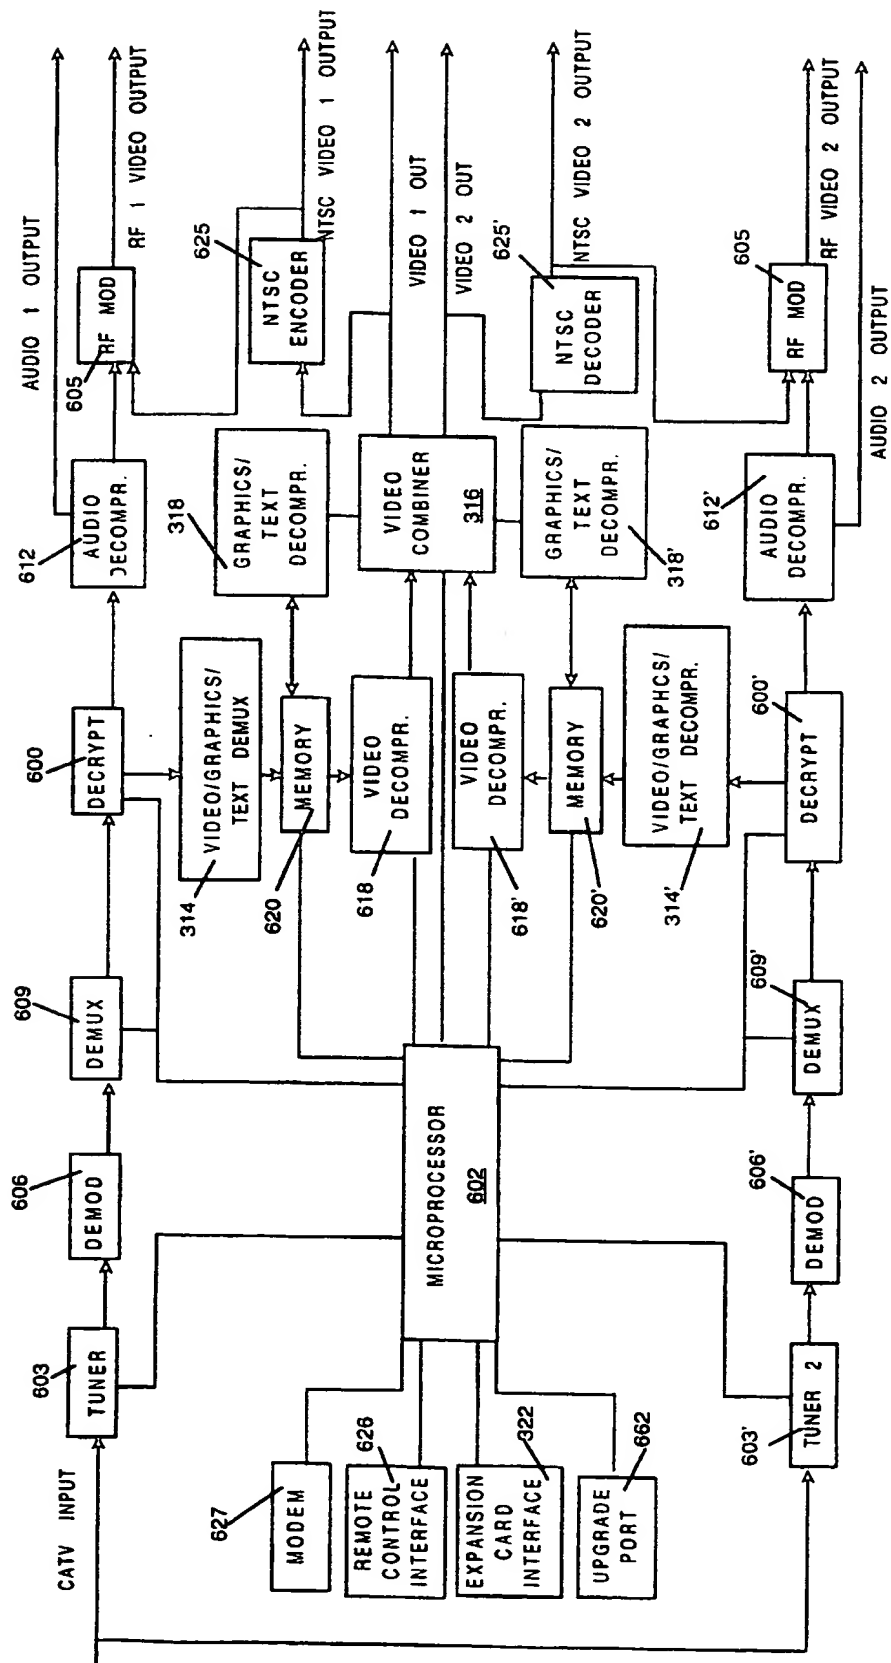 CATV INPUT
603
TUNER
606
DEMOD
609
DEMUX
600
DECRYPT
612
AUDIO
DECOMPR.
AUDIO 1 OUTPUT
605
RF MOD
RF 1 VIDEO OUTPUT
314
VIDEO/GRAPHICS/
TEXT DEMUX
318
GRAPHICS/
TEXT
DECOMPR.
625
NTSC
ENCODER
NTSC VIDEO 1 OUTPUT
627
MODEM
620
MEMORY
626
REMOTE
CONTROL
INTERFACE
618
VIDEO
DECOMPR.
VIDEO
COMBINER
316
VIDEO 1 OUT
VIDEO 2 OUT
MICROPROCESSOR
602
322
EXPANSION
CARD
INTERFACE
618'
VIDEO
DECOMPR.
GRAPHICS/
TEXT
DECOMPR.
318'
625'
NTSC
DECODER
NTSC VIDEO 2 OUTPUT
662
UPGRADE
PORT
620'
MEMORY
314'
VIDEO/GRAPHICS/
TEXT DECOMPR.
603'
TUNER 2
606'
DEMOD
609'
DEMUX
600'
DECRYPT
612'
AUDIO
DECOMPR.
605
RF MOD
RF VIDEO 2 OUTPUT
AUDIO 2 OUTPUT